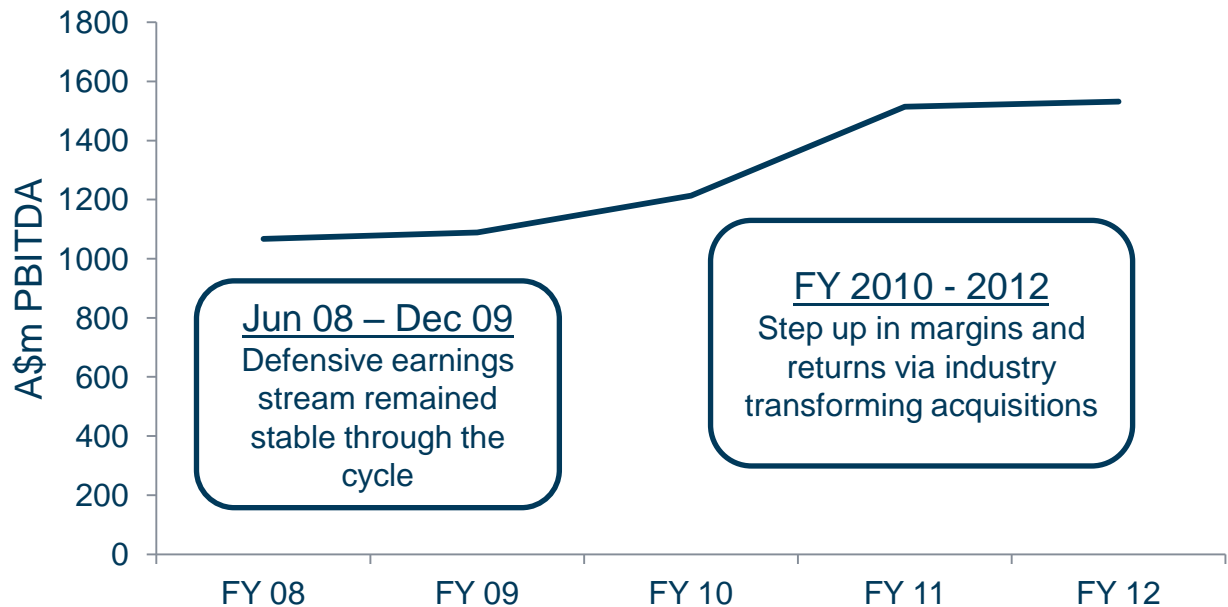 A$m PBITDA
1800
1600
1400
1200
1000
800
600
400
200
0
Jun 08 – Dec 09
Defensive earnings
stream remained
stable through the
cycle
FY 2010 - 2012
Step up in margins and
returns via industry
transforming acquisitions
FY 08
FY 09
FY 10
FY 11
FY 12